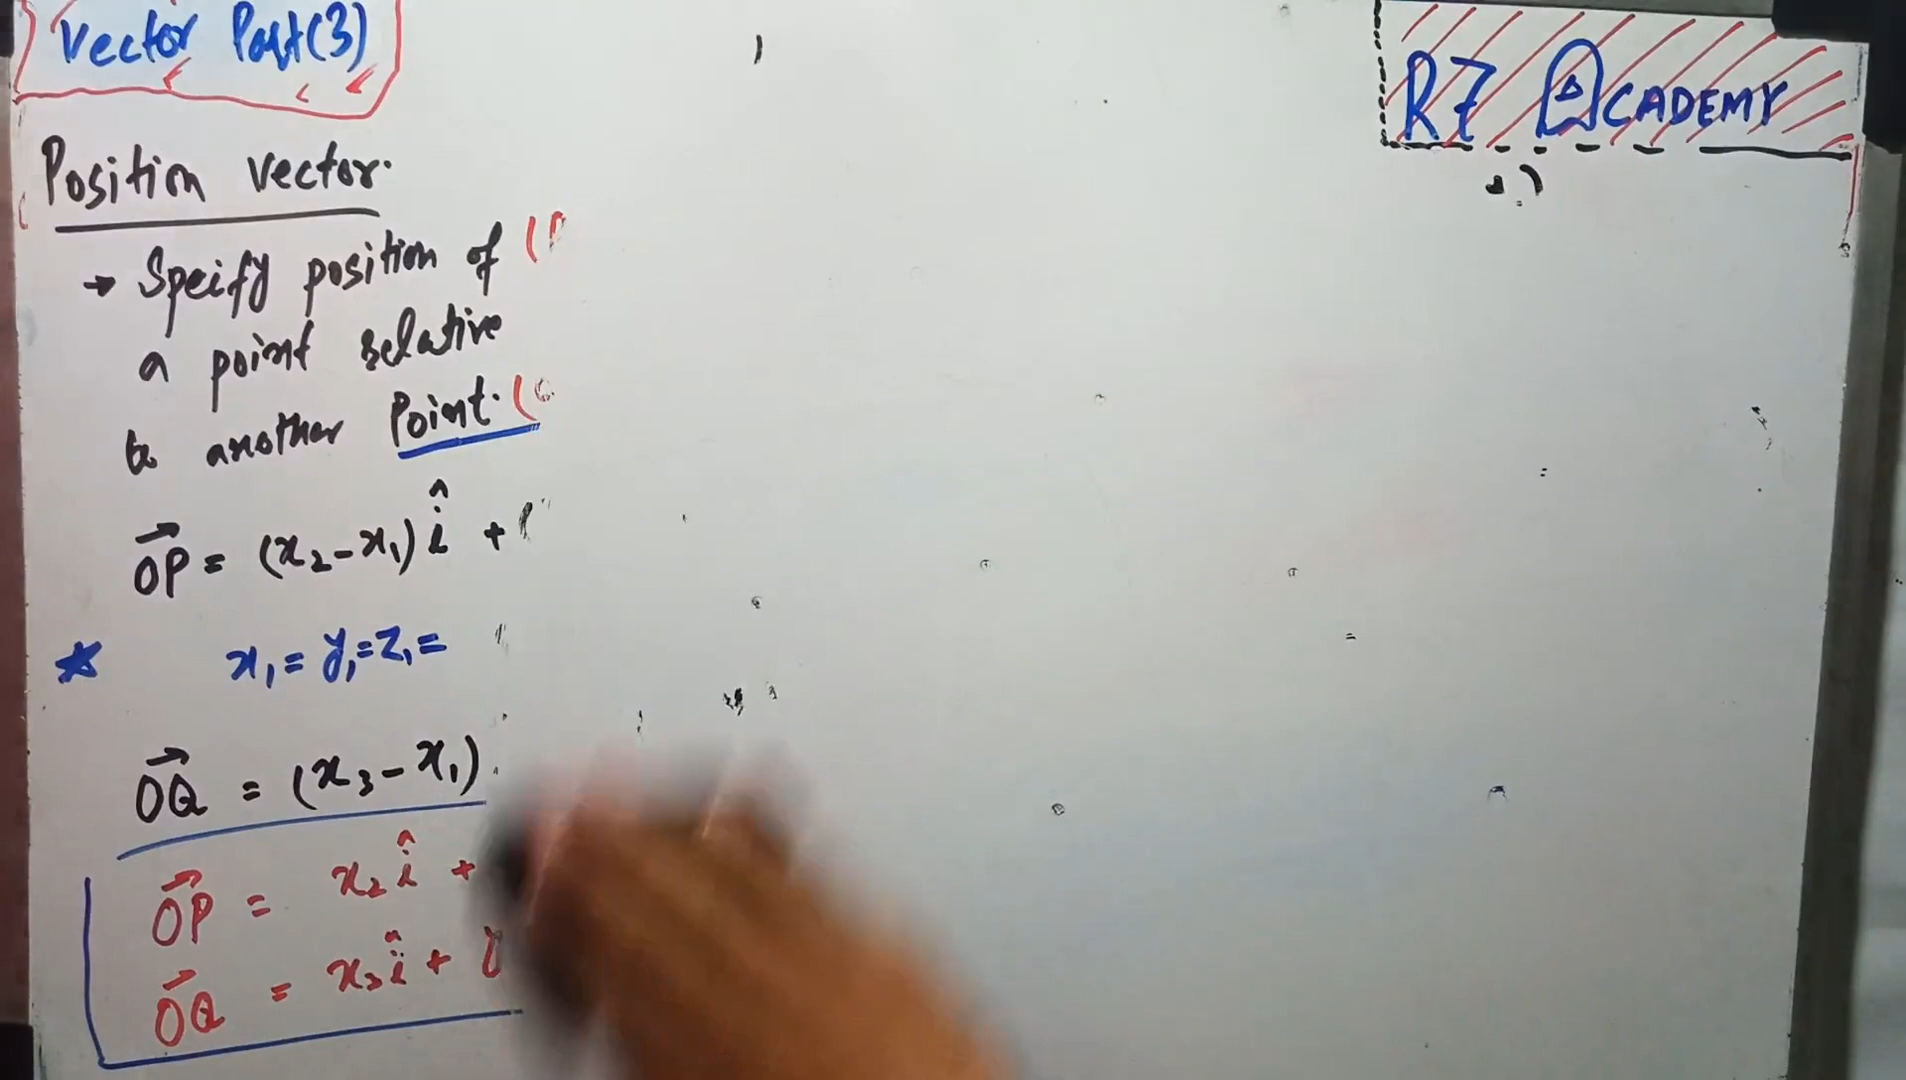 Vector Part(3)
RZ ACADEMY
Position vector.
→ Specify position of (
a point relative
to another Point. (
OP⃗ = (x₂-x₁) î + (
★ x₁ = y₁ = z₁ =
OQ⃗ = (x₃-x₁)
OP⃗ = x₂ î +
OQ⃗ = x₃ î +